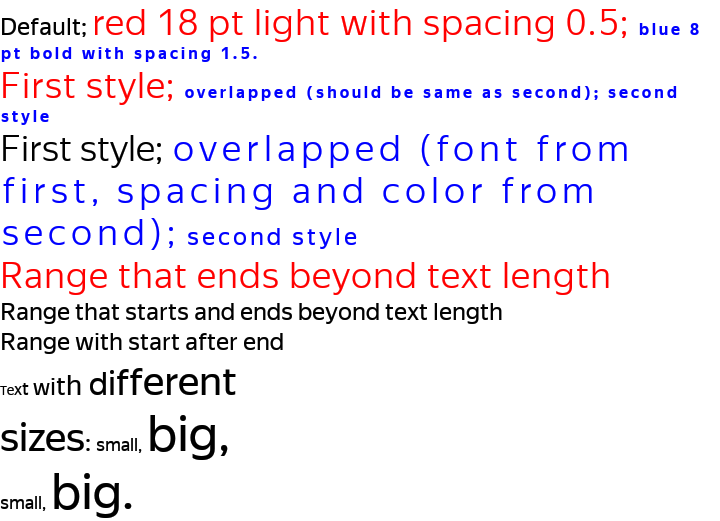 Default; red 18 pt light with spacing 0.5; blue 8
pt bold with spacing 1.5.
First style; overlapped (should be same as second); second
style
First style; overlapped (font from
first, spacing and color from
second); second style
Range that ends beyond text length
Range that starts and ends beyond text length
Range with start after end
Text with different
sizes: small, big,
small, big.